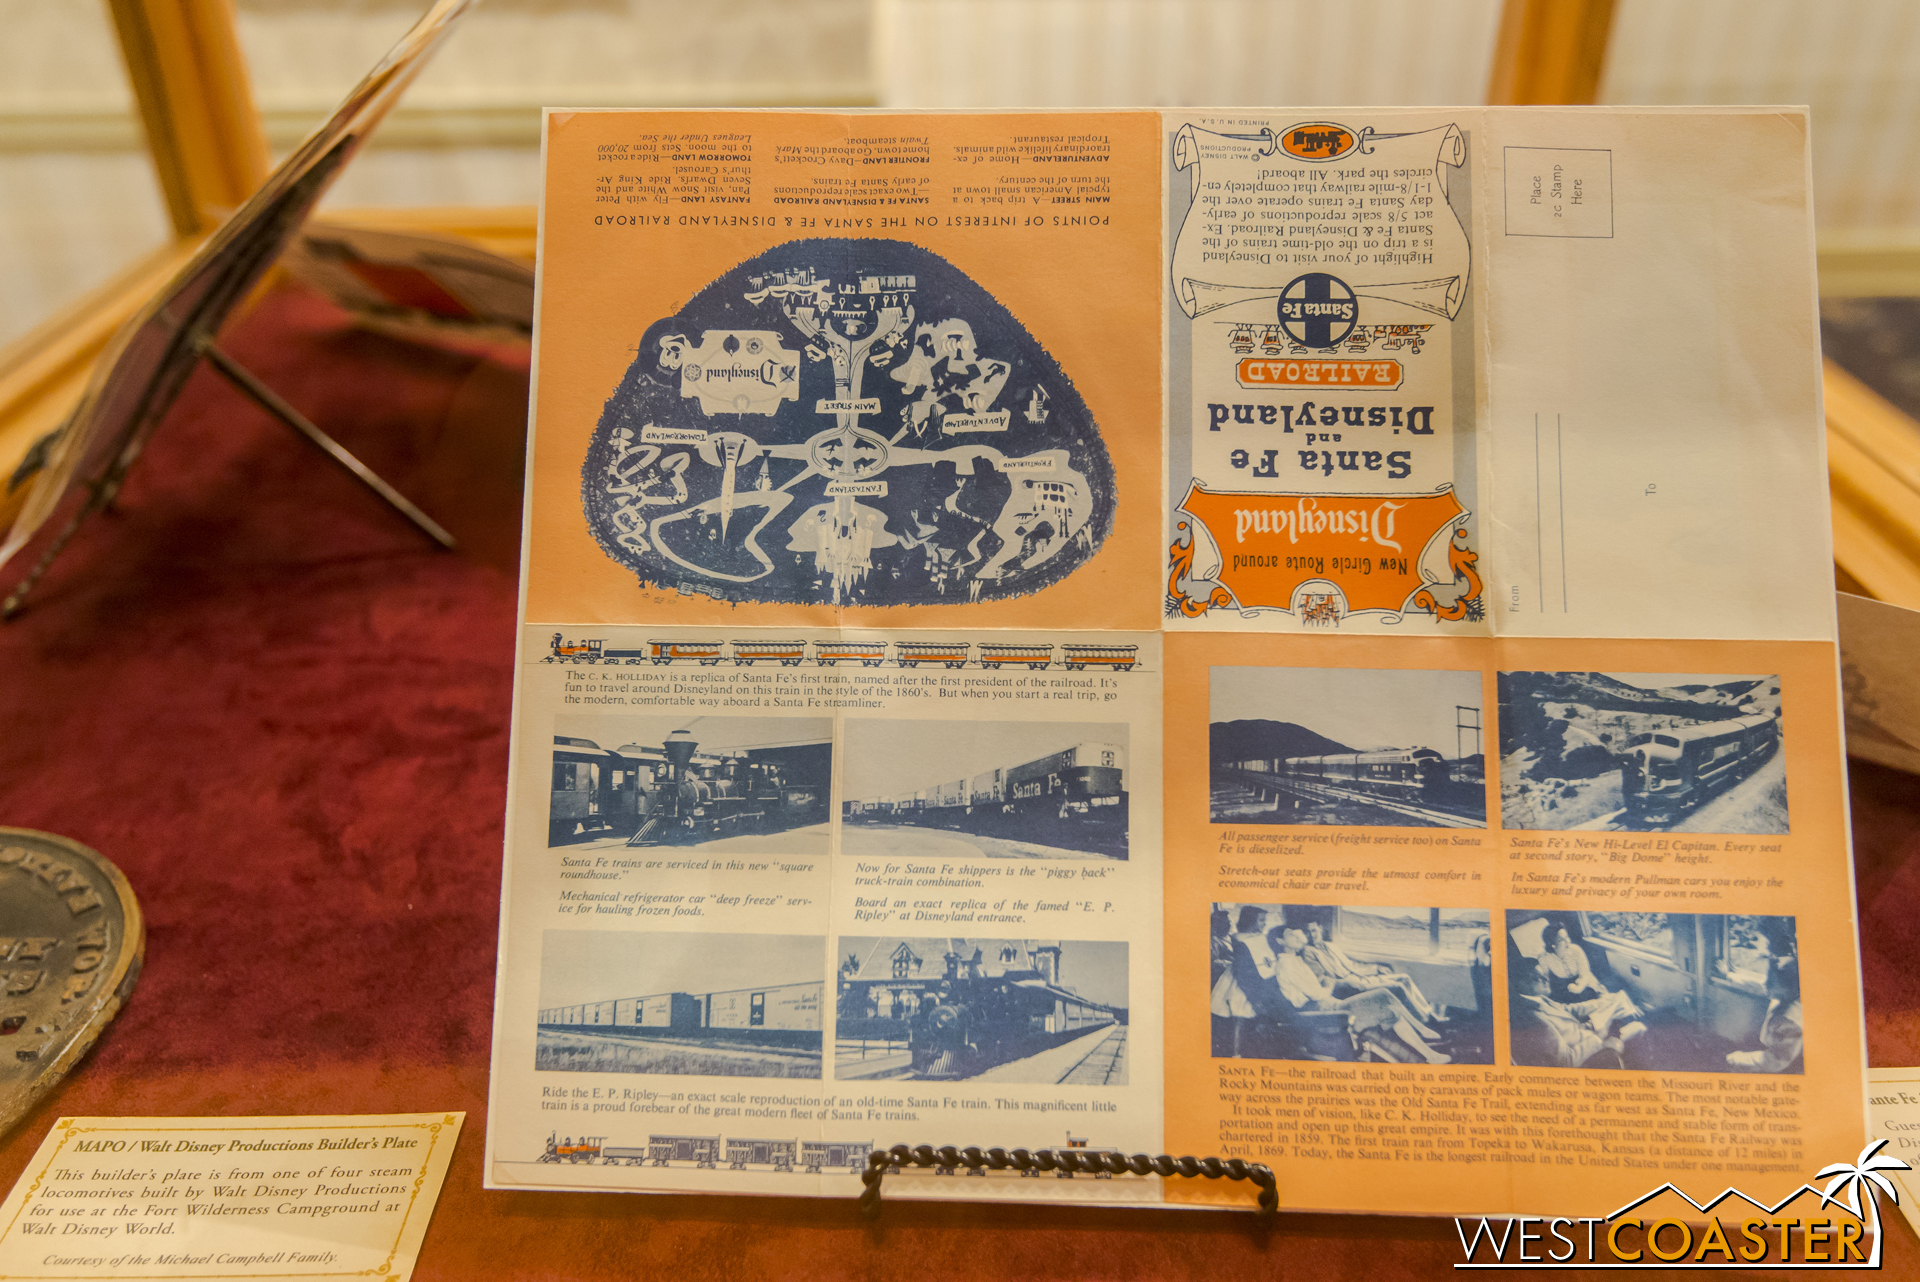 POINTS OF INTEREST ON THE SANTA FE & DISNEYLAND RAILROAD
MAIN STREET—A trip back to a
typical American small town at
the turn of the century.
ADVENTURELAND—Home of ex-
traordinary lifelike wild animals.
Tropical restaurant.
SANTA FE & DISNEYLAND RAILROAD
—Two exact scale reproductions
of early Santa Fe trains.
FRONTIERLAND—Davy Crockett's
hometown. Go aboard the Mark
Twain steamboat.
FANTASY LAND—Fly with Peter
Pan, visit Snow White and the
Seven Dwarfs, Ride King Ar-
thur's Carousel.
TOMORROW LAND—Ride a rocket
to the moon. Sets from 20,000
Leagues Under the Sea.
Disneyland
MAIN STREET
TOMORROWLAND
ADVENTURELAND
FRONTIERLAND
FANTASYLAND
New Circle Route around
Disneyland
Santa Fe
and
Disneyland
RAILROAD
Santa Fe
Highlight of your visit to Disneyland
is a trip on the old-time trains of the
Santa Fe & Disneyland Railroad. Ex-
act 5/8 scale reproductions of early-
day Santa Fe trains operate over the
1-1/8-mile railway that completely en-
circles the park. All aboard!
© WALT DISNEY
PRODUCTIONS
PRINTED IN U.S.A.
Place
2c Stamp
Here
From
To
The C. K. HOLLIDAY is a replica of Santa Fe's first train, named after the first president of the railroad. It's
fun to travel around Disneyland on this train in the style of the 1860's. But when you start a real trip, go
the modern, comfortable way aboard a Santa Fe streamliner.
Santa Fe
Santa Fe trains are serviced in this new "square
roundhouse."
Mechanical refrigerator car "deep freeze" serv-
ice for hauling frozen foods.
Now for Santa Fe shippers is the "piggy back"
truck-train combination.
Board an exact replica of the famed "E. P.
Ripley" at Disneyland entrance.
Ride the E. P. Ripley—an exact scale reproduction of an old-time Santa Fe train. This magnificent little
train is a proud forebear of the great modern fleet of Santa Fe trains.
All passenger service (freight service too) on Santa
Fe is dieselized.
Stretch-out seats provide the utmost comfort in
economical chair car travel.
Santa Fe's New Hi-Level El Capitan. Every seat
at second story, "Big Dome" height.
In Santa Fe's modern Pullman cars you enjoy the
luxury and privacy of your own room.
SANTA FE—the railroad that built an empire. Early commerce between the Missouri River and the
Rocky Mountains was carried on by caravans of pack mules or wagon teams. The most notable gate-
way across the prairies was the Old Santa Fe Trail, extending as far west as Santa Fe, New Mexico.
It took men of vision, like C. K. Holliday, to see the need of a permanent and stable form of trans-
portation and open up this great empire. It was with this forethought that the Santa Fe Railway was
chartered in 1859. The first train ran from Topeka to Wakarusa, Kansas (a distance of 12 miles) in
April, 1869. Today, the Santa Fe is the longest railroad in the United States under one management.
MAPO / Walt Disney Productions Builder's Plate
This builder's plate is from one of four steam
locomotives built by Walt Disney Productions
for use at the Fort Wilderness Campground at
Walt Disney World.
Courtesy of the Michael Campbell Family.
WESTCOASTER